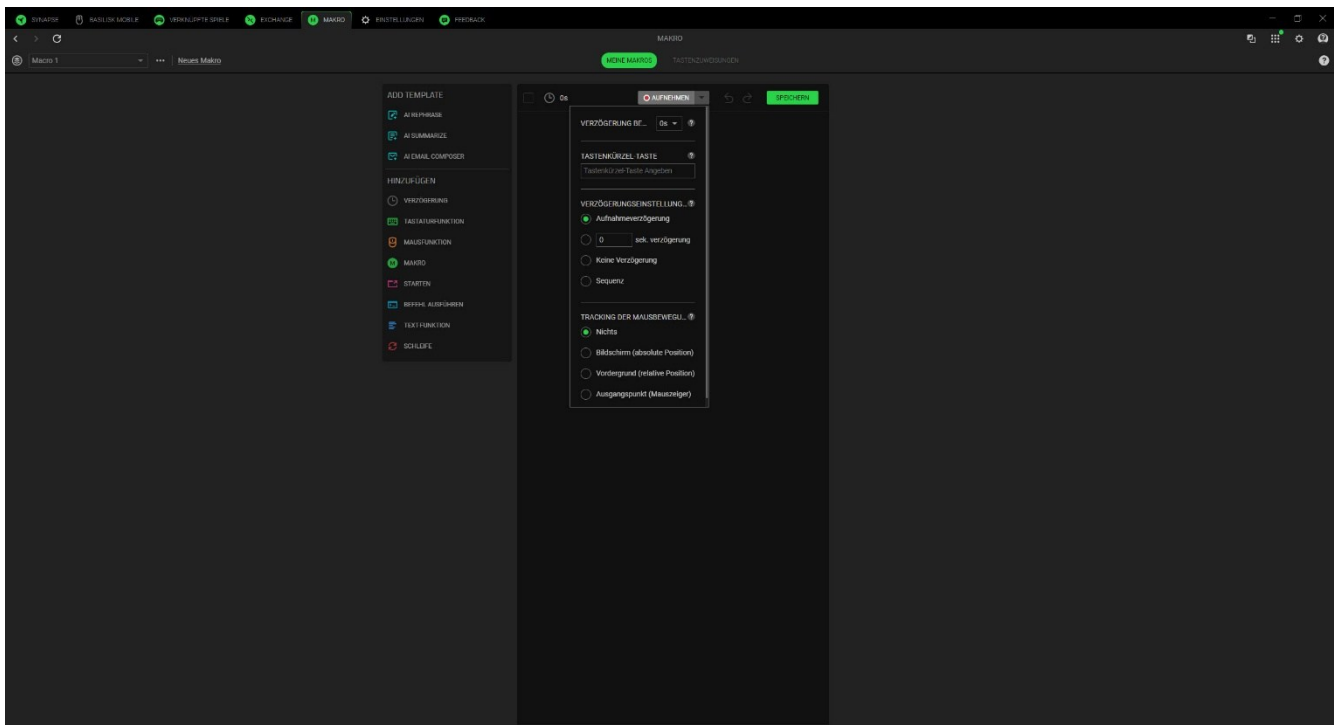 SYNAPSE BASILISK MOBILE VERKNÜPFTE SPIELE EXCHANGE MAKRO EINSTELLUNGEN FEEDBACK
MAKRO
Macro 1 Neues Makro MEINE MAKROS TASTENZUWEISUNGEN
ADD TEMPLATE
AI REPHRASE
AI SUMMARIZE
AI EMAIL COMPOSER
HINZUFÜGEN
VERZÖGERUNG
TASTATURFUNKTION
MAUSFUNKTION
MAKRO
STARTEN
BEFEHL AUSFÜHREN
TEXT FUNKTION
SCHLEIFE
0s AUFNEHMEN SPEICHERN
VERZÖGERUNG BE... 0s
TASTENKÜRZEL-TASTE
Tastenkürzel-Taste Angeben
VERZÖGERUNGSEINSTELLUNG...
Aufnahmeverzögerung
0 sek. verzögerung
Keine Verzögerung
Sequenz
TRACKING DER MAUSBEWEGU...
Nichts
Bildschirm (absolute Position)
Vordergrund (relative Position)
Ausgangspunkt (Mauszeiger)